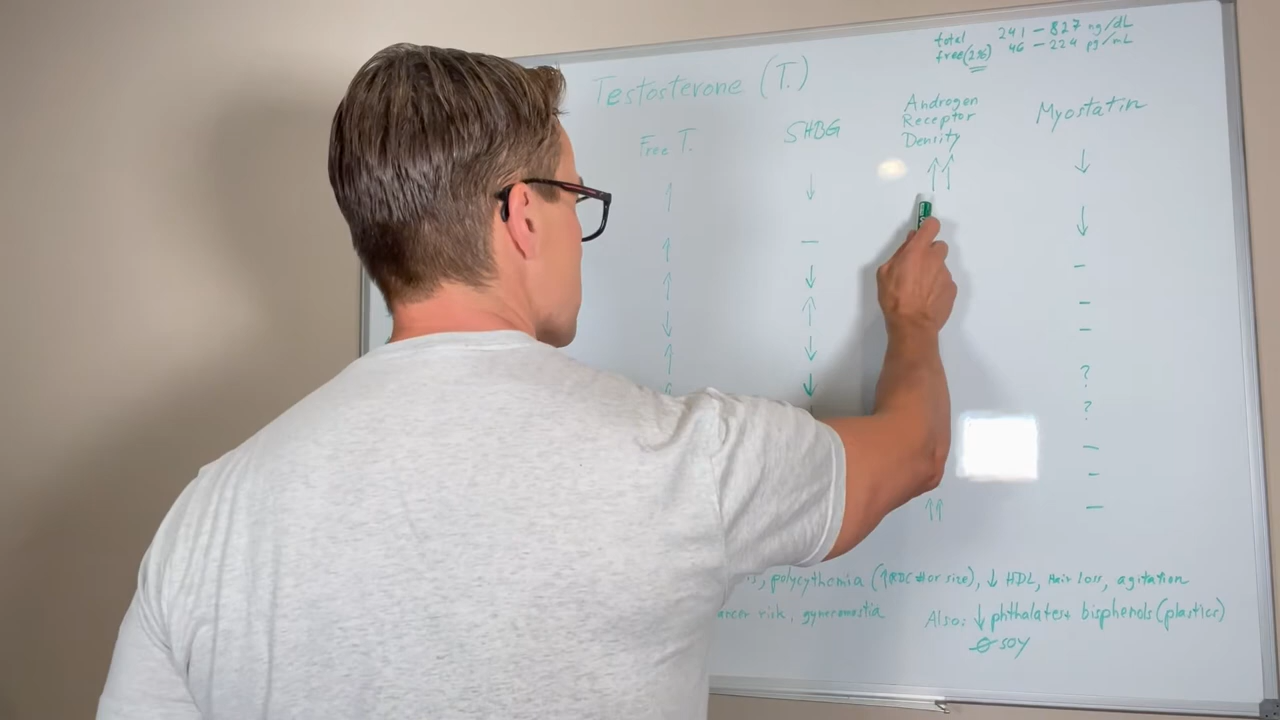 total 241 – 827 ng/dL
free(2%) 46 – 224 pg/mL
Testosterone (T.)
Free T.
SHBG
Androgen
Receptor
Density
Myostatin
↑ ↓ ↑↑ ↓
↑ — ↓
↑ ↓ –
↓ ↑ –
↑ ↓ –
↓ ?
?
–
–
↑↑ –
polycythemia (↑RBC # or size), ↓ HDL, Hair loss, agitation
risk, gynecomastia
Also: ↓ phthalates + bisphenols (plastics)
soy